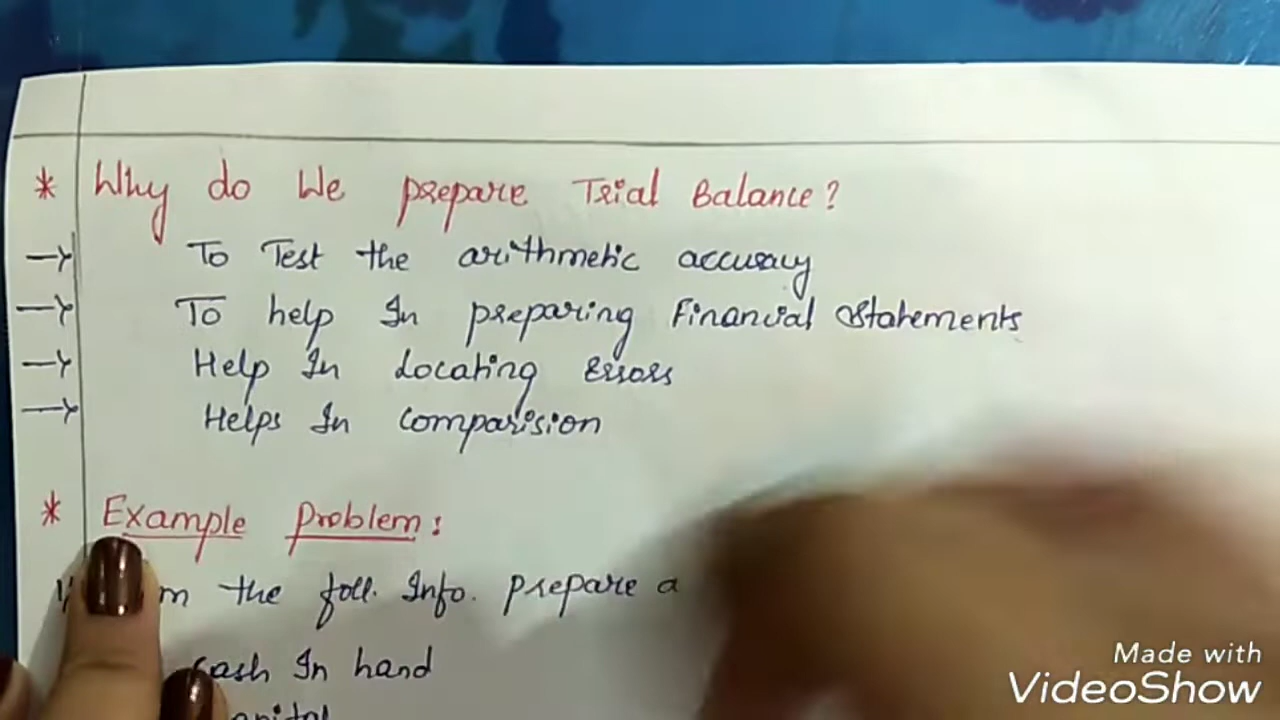 * Why do We prepare Trial Balance?
→ To Test the arithmetic accuracy
→ To help In preparing Financial Statements
→ Help In Locating Errors
→ Helps In Comparision
* Example Problem:
the foll. Info. prepare a
Cash In hand
Made with
VideoShow